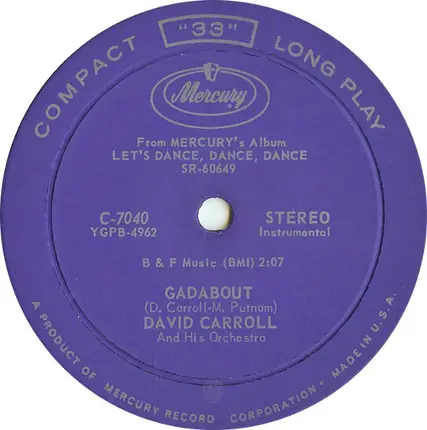 COMPACT "33" LONG PLAY
Mercury
From MERCURY's Album
LET'S DANCE, DANCE, DANCE
SR-60649
C-7040 STEREO
YGPB-4962 Instrumental
B & F Music (BMI) 2:07
GADABOUT
(D. Carroll-M. Putnam)
DAVID CARROLL
And His Orchestra
A PRODUCT OF MERCURY RECORD CORPORATION • MADE IN U.S.A.